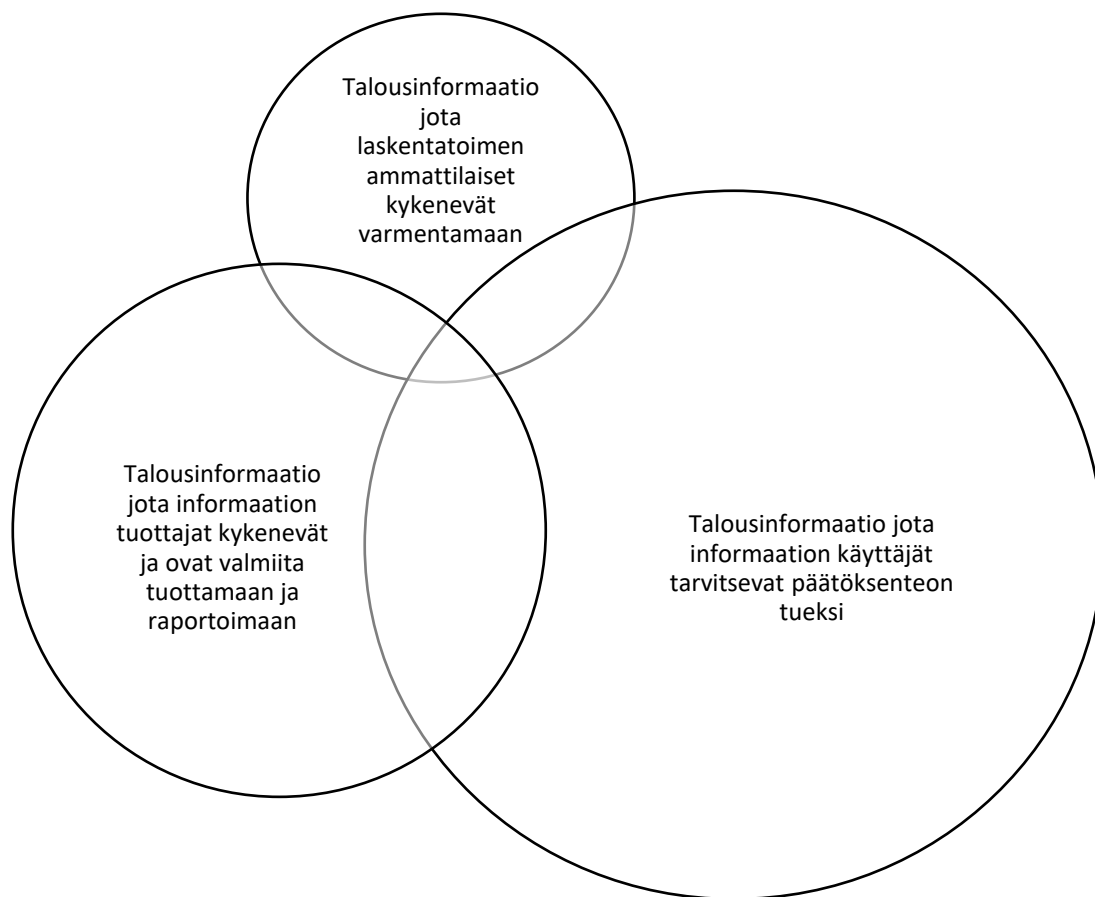 Talousinformaatio
jota
laskentatoimen
ammattilaiset
kykenevät
varmentamaan
Talousinformaatio
jota informaation
tuottajat kykenevät
ja ovat valmiita
tuottamaan ja
raportoimaan
Talousinformaatio jota
informaation käyttäjät
tarvitsevat päätöksenteon
tueksi